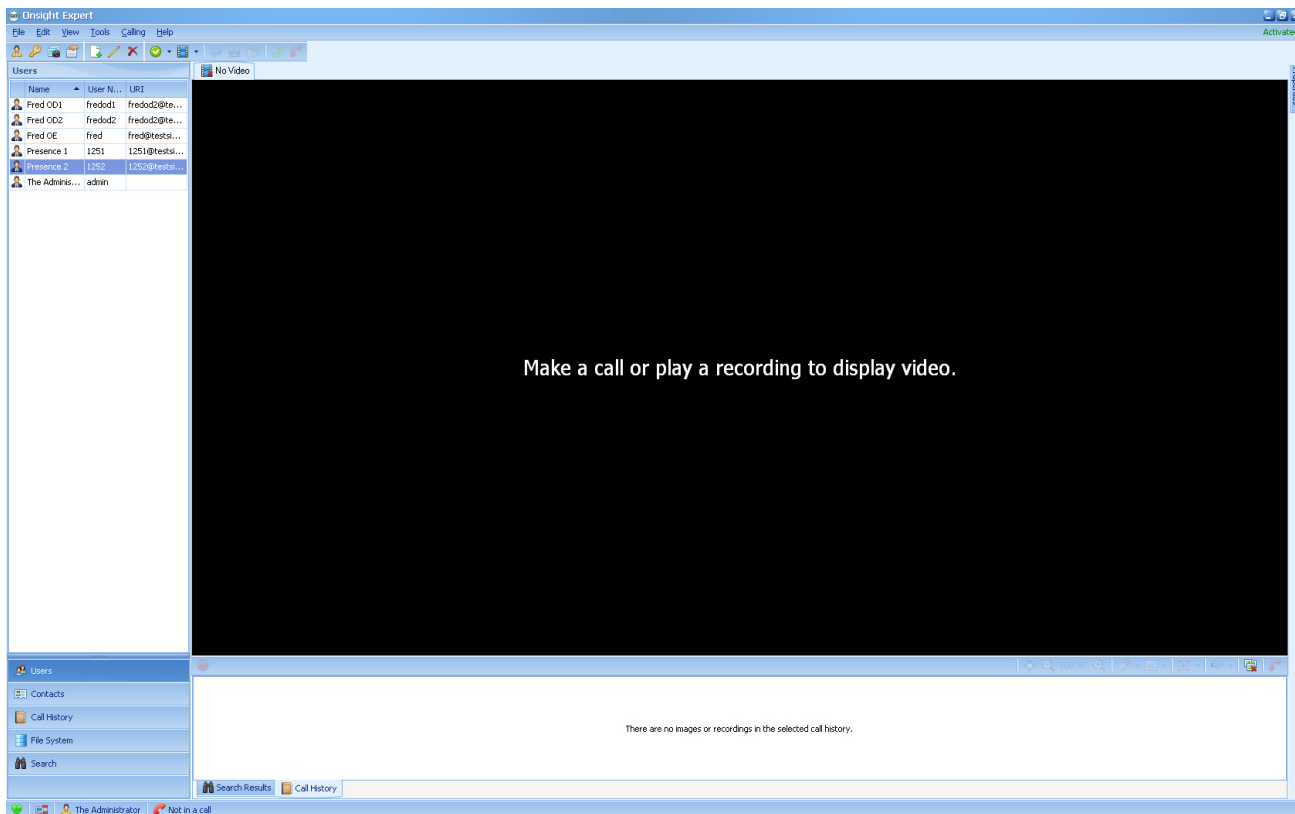 Onsight Expert
File Edit View Tools Calling Help
Activate
Users
No Video
Name User N... URI
Fred OD1 fredod1 fredod2@te...
Fred OD2 fredod2 fredod2@te...
Fred OE fred fred@testsi...
Presence 1 1251 1251@testsi...
Presence 2 1252 1252@testsi...
The Adminis... admin
Make a call or play a recording to display video.
Users
100 %
Contacts
Call History
File System
Search
There are no images or recordings in the selected call history.
Search Results Call History
The Administrator Not in a call